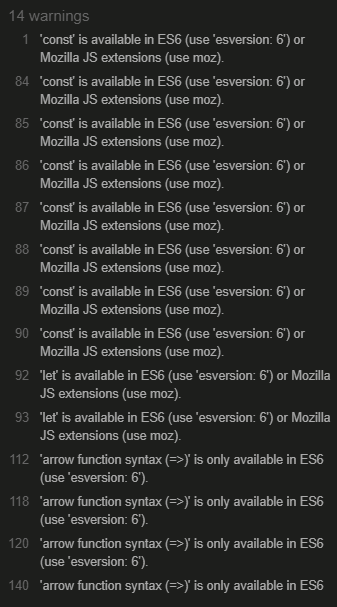 14 warnings
1 'const' is available in ES6 (use 'esversion: 6') or
Mozilla JS extensions (use moz).
84 'const' is available in ES6 (use 'esversion: 6') or
Mozilla JS extensions (use moz).
85 'const' is available in ES6 (use 'esversion: 6') or
Mozilla JS extensions (use moz).
86 'const' is available in ES6 (use 'esversion: 6') or
Mozilla JS extensions (use moz).
87 'const' is available in ES6 (use 'esversion: 6') or
Mozilla JS extensions (use moz).
88 'const' is available in ES6 (use 'esversion: 6') or
Mozilla JS extensions (use moz).
89 'const' is available in ES6 (use 'esversion: 6') or
Mozilla JS extensions (use moz).
90 'const' is available in ES6 (use 'esversion: 6') or
Mozilla JS extensions (use moz).
92 'let' is available in ES6 (use 'esversion: 6') or Mozilla
JS extensions (use moz).
93 'let' is available in ES6 (use 'esversion: 6') or Mozilla
JS extensions (use moz).
112 'arrow function syntax (=>)' is only available in ES6
(use 'esversion: 6').
118 'arrow function syntax (=>)' is only available in ES6
(use 'esversion: 6').
120 'arrow function syntax (=>)' is only available in ES6
(use 'esversion: 6').
140 'arrow function syntax (=>)' is only available in ES6